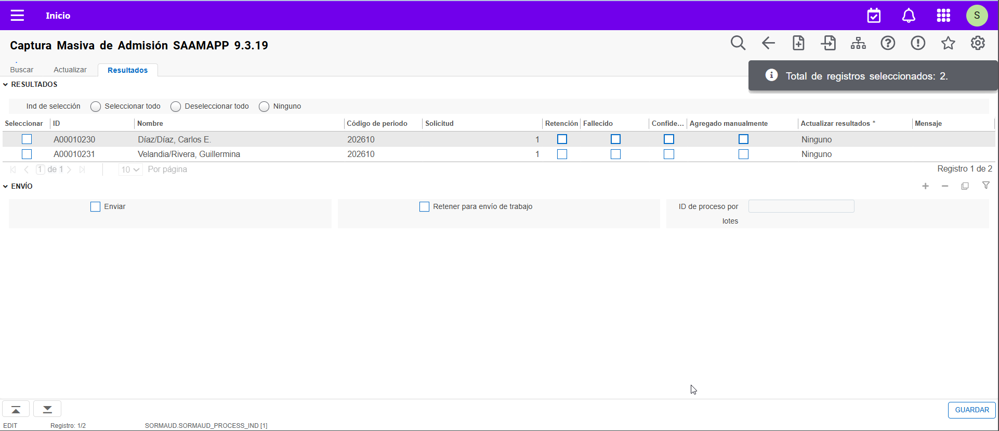 Inicio
S
Captura Masiva de Admisión SAAMAPP 9.3.19
Buscar Actualizar Resultados
Total de registros seleccionados: 2.
RESULTADOS
Ind de selección Seleccionar todo Deseleccionar todo Ninguno
Seleccionar ID Nombre Código de periodo Solicitud Retención Fallecido Confide... Agregado manualmente Actualizar resultados * Mensaje
A00010230 Díaz/Díaz, Carlos E. 202610 1 Ninguno
A00010231 Velandia/Rivera, Guillermina 202610 1 Ninguno
1 de 1 10 Por página Registro 1 de 2
ENVÍO
Enviar Retener para envío de trabajo ID de proceso por
lotes
GUARDAR
EDIT Registro: 1/2 SORMAUD.SORMAUD_PROCESS_IND [1]